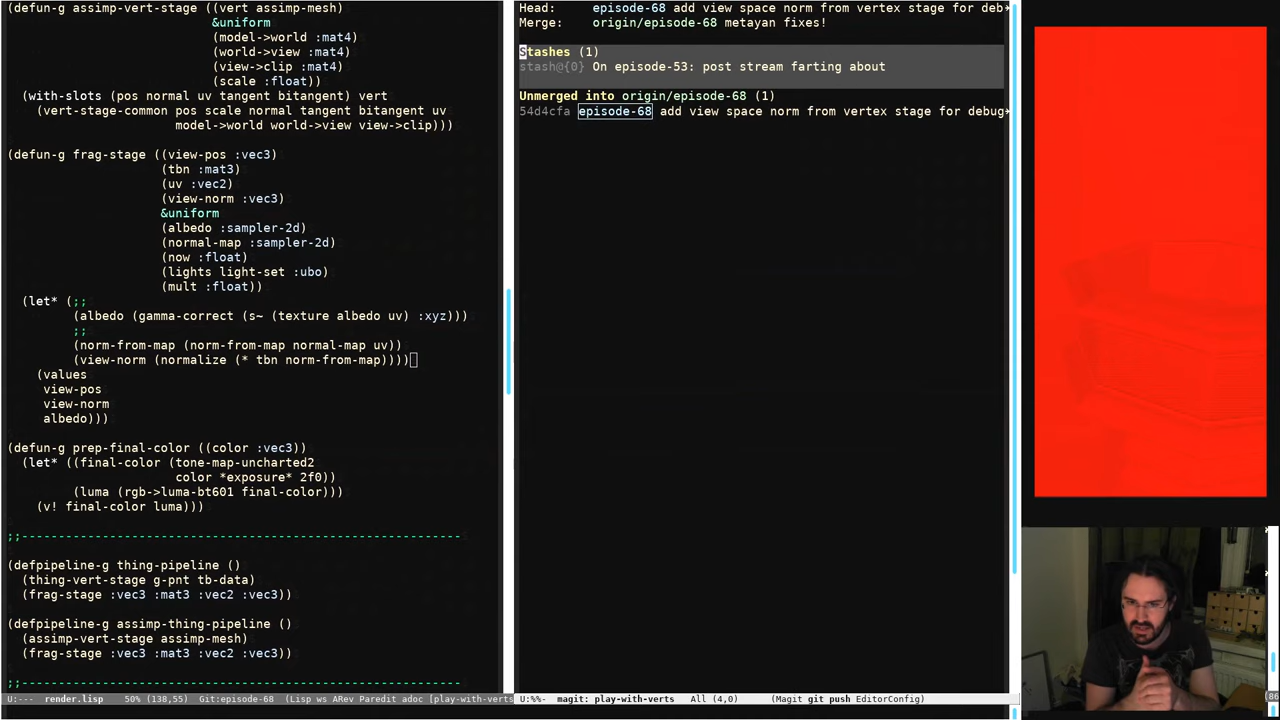 (defun-g assimp-vert-stage ((vert assimp-mesh)
&uniform
(model->world :mat4)
(world->view :mat4)
(view->clip :mat4)
(scale :float))
(with-slots (pos normal uv tangent bitangent) vert
(vert-stage-common pos scale normal tangent bitangent uv
model->world world->view view->clip)))
(defun-g frag-stage ((view-pos :vec3)
(tbn :mat3)
(uv :vec2)
(view-norm :vec3)
&uniform
(albedo :sampler-2d)
(normal-map :sampler-2d)
(now :float)
(lights light-set :ubo)
(mult :float))
(let* (;;
(albedo (gamma-correct (s~ (texture albedo uv) :xyz)))
;;
(norm-from-map (norm-from-map normal-map uv))
(view-norm (normalize (* tbn norm-from-map))))
(values
view-pos
view-norm
albedo)))
(defun-g prep-final-color ((color :vec3))
(let* ((final-color (tone-map-uncharted2
color *exposure* 2f0))
(luma (rgb->luma-bt601 final-color)))
(v! final-color luma)))
;;-------------------------------------------------------------
(defpipeline-g thing-pipeline ()
(thing-vert-stage g-pnt tb-data)
(frag-stage :vec3 :mat3 :vec2 :vec3))
(defpipeline-g assimp-thing-pipeline ()
(assimp-vert-stage assimp-mesh)
(frag-stage :vec3 :mat3 :vec2 :vec3))
;;-------------------------------------------------------------
U:--- render.lisp 50% (138,55) Git:episode-68 (Lisp ws ARev Paredit adoc [play-with-verts
Head: episode-68 add view space norm from vertex stage for deb
Merge: origin/episode-68 metayan fixes!
Stashes (1)
stash@{0} On episode-53: post stream farting about
Unmerged into origin/episode-68 (1)
54d4cfa episode-68 add view space norm from vertex stage for debug
U:%%- magit: play-with-verts All (4,0) (Magit git push EditorConfig)
(86